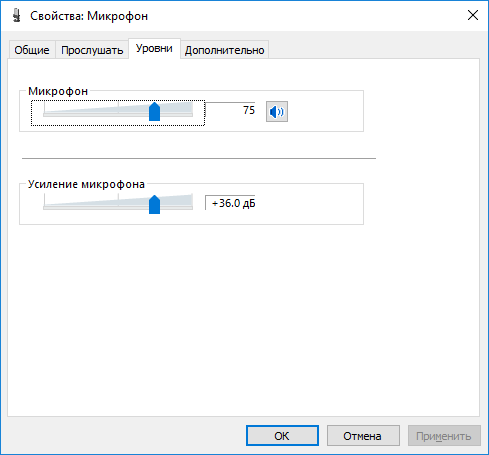 Свойства: Микрофон
Общие Прослушать Уровни Дополнительно
Микрофон
75
Усиление микрофона
+36.0 дБ
ОК Отмена Применить